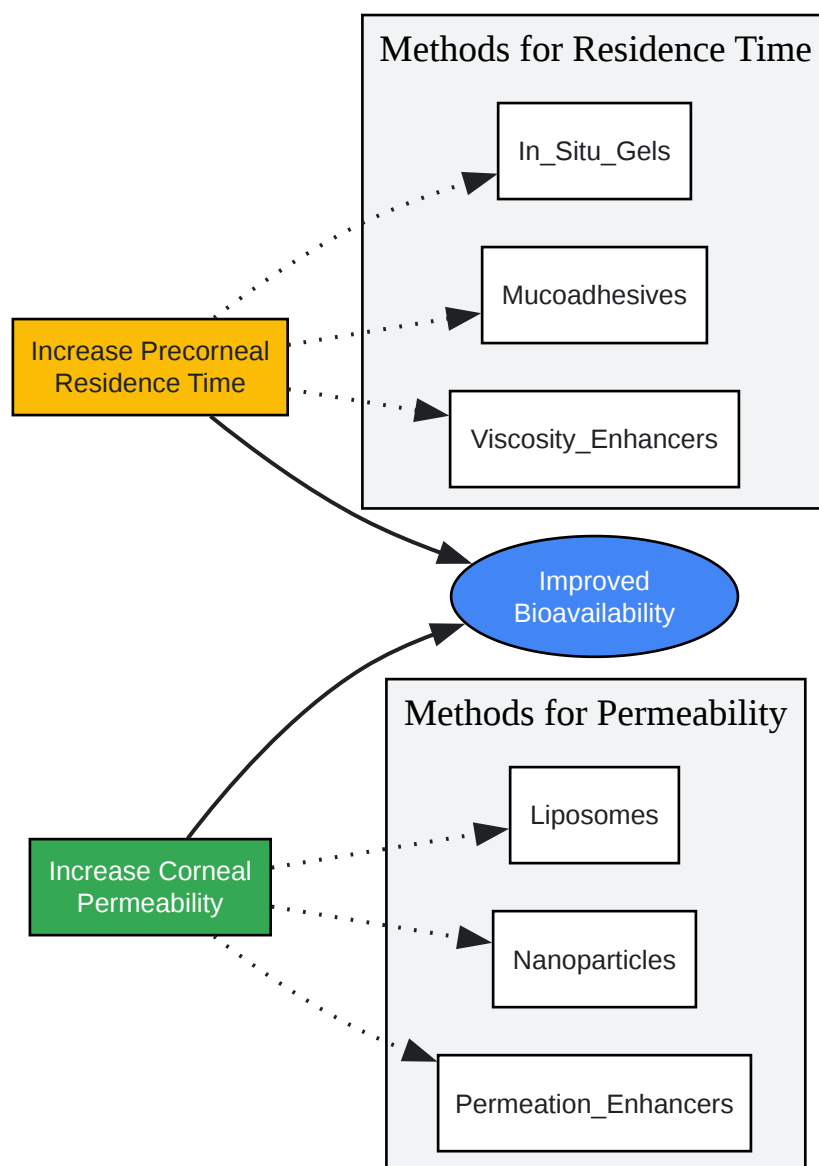 Methods for Residence Time
In_Situ_Gels
Mucoadhesives
Increase Precorneal
Residence Time
Viscosity_Enhancers
Improved
Bioavailability
Methods for Permeability
Liposomes
Increase Corneal
Permeability
Nanoparticles
Permeation_Enhancers